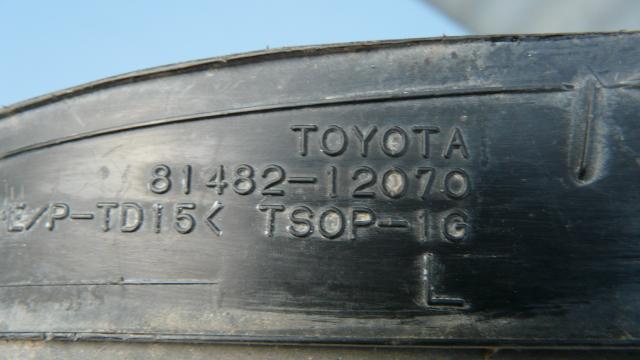 TOYOTA
81482-12070
E/P-TD15< TSOP-1G
L